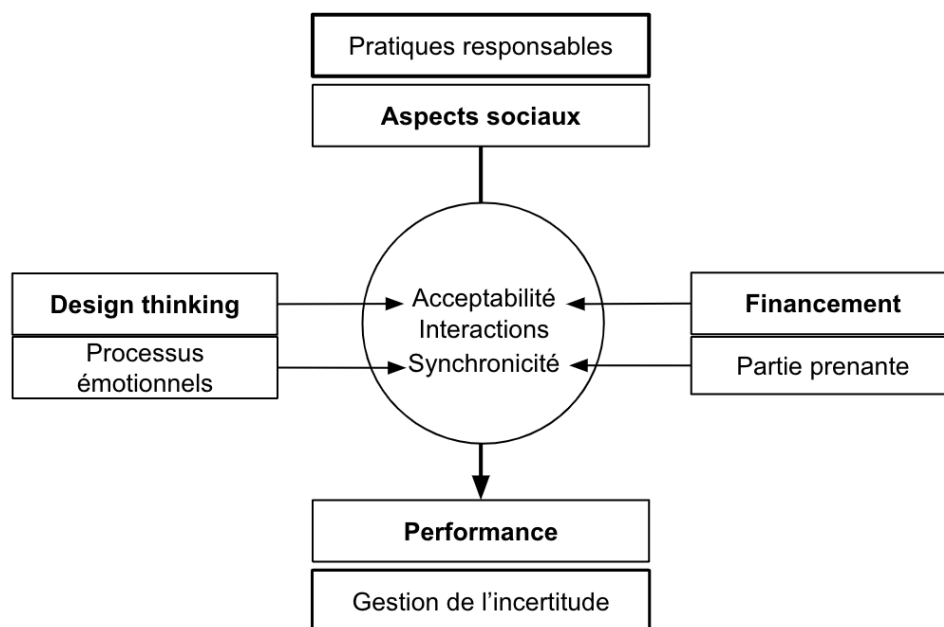 Pratiques responsables
Aspects sociaux
Design thinking
Processus
émotionnels
Acceptabilité
Interactions
Synchronicité
Financement
Partie prenante
Performance
Gestion de l’incertitude